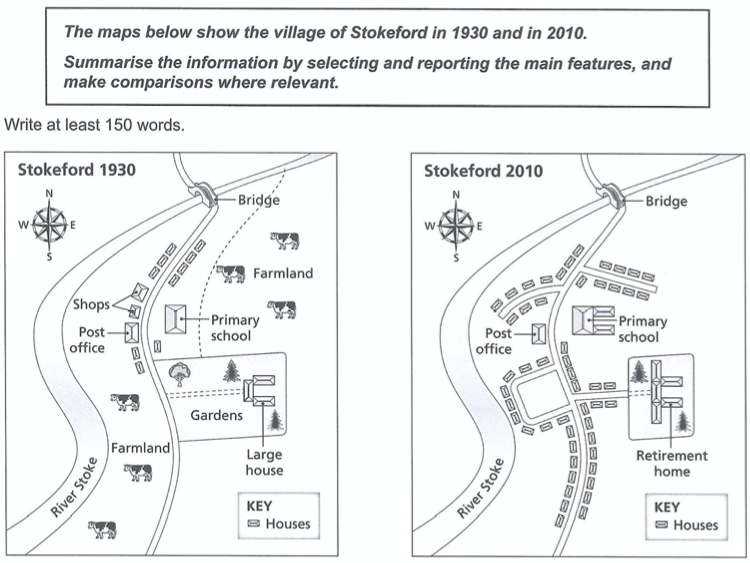 The maps below show the village of Stokeford in 1930 and in 2010.
Summarise the information by selecting and reporting the main features, and
make comparisons where relevant.
Write at least 150 words.
Stokeford 1930
N
W
E
S
Bridge
Farmland
Shops
Post
office
Primary
school
Gardens
Farmland
Large
house
River Stoke
KEY
Houses
Stokeford 2010
N
W
E
S
Bridge
Post
office
Primary
school
Retirement
home
River Stoke
KEY
Houses